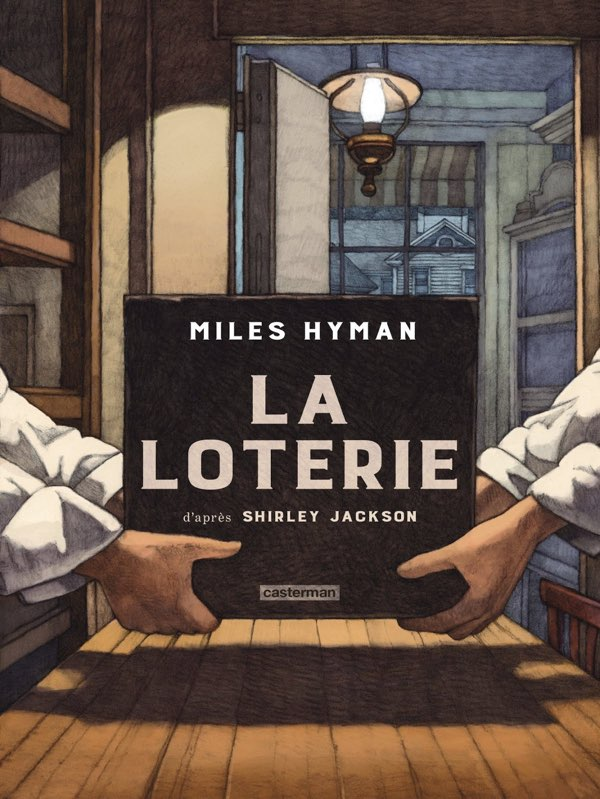 MILES HYMAN
LA
LOTERIE
d'après SHIRLEY JACKSON
casterman